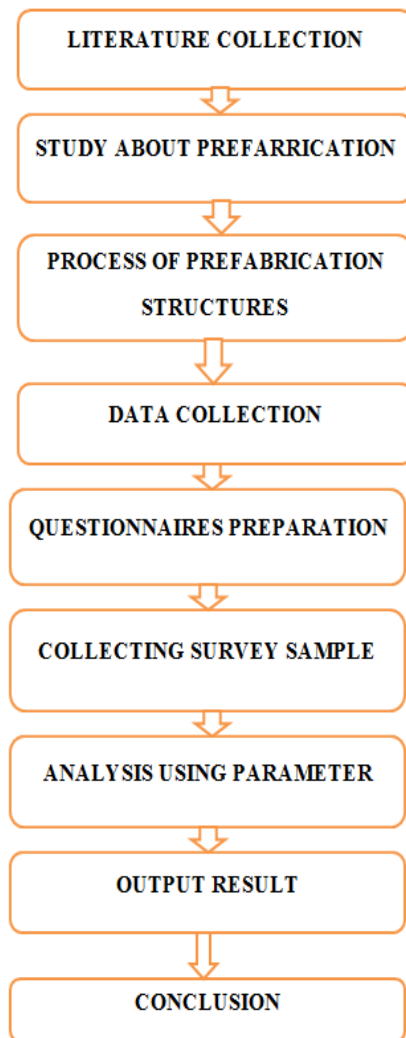 LITERATURE COLLECTION
STUDY ABOUT PREFARRICATION
PROCESS OF PREFABRICATION
STRUCTURES
DATA COLLECTION
QUESTIONNAIRES PREPARATION
COLLECTING SURVEY SAMPLE
ANALYSIS USING PARAMETER
OUTPUT RESULT
CONCLUSION